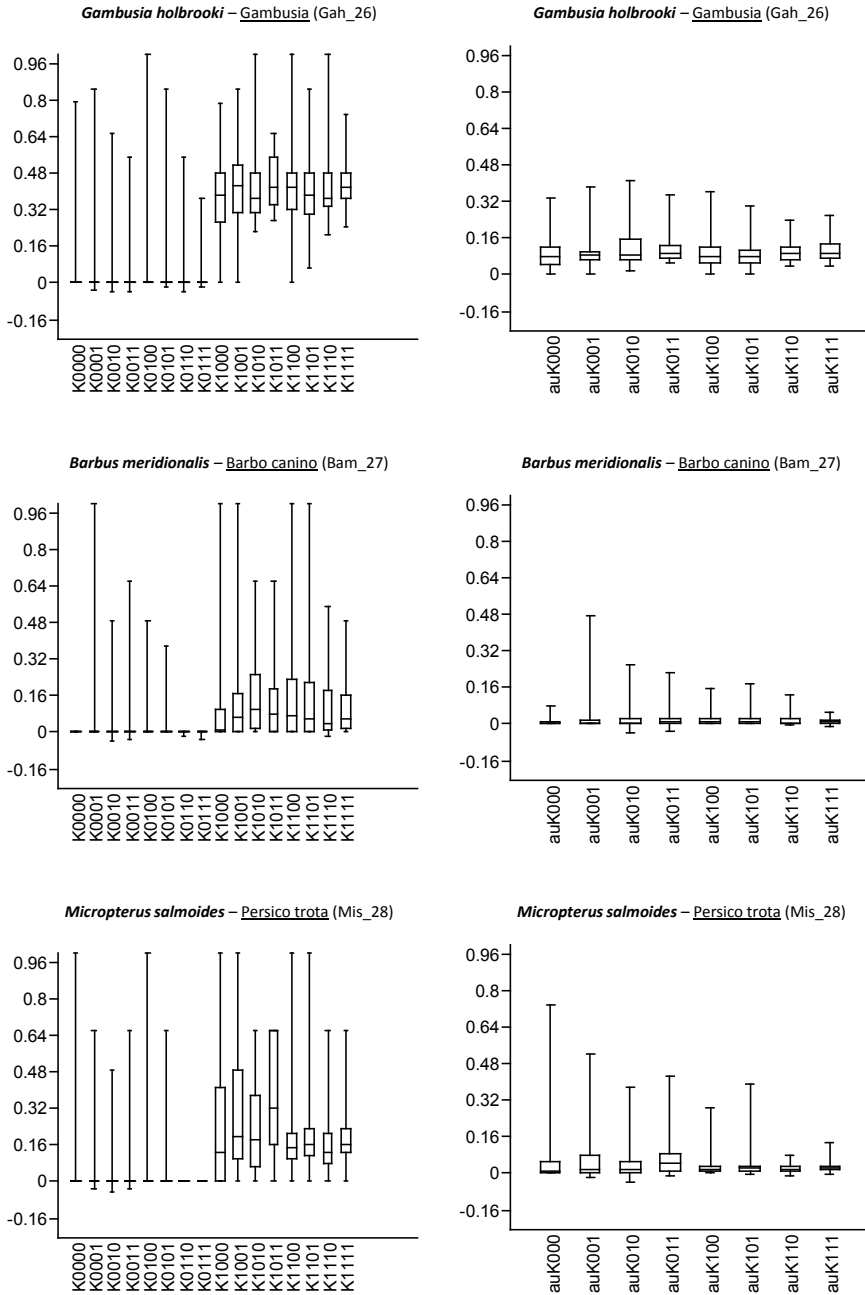 Gambusia holbrooki – Gambusia (Gah_26)
0.96
0.8
0.64
0.48
0.32
0.16
0
-0.16
K0000
K0001
K0010
K0011
K0100
K0101
K0110
K0111
K1000
K1001
K1010
K1011
K1100
K1101
K1110
K1111
Gambusia holbrooki – Gambusia (Gah_26)
0.96
0.8
0.64
0.48
0.32
0.16
0
-0.16
auK000
auK001
auK010
auK011
auK100
auK101
auK110
auK111
Barbus meridionalis – Barbo canino (Bam_27)
0.96
0.8
0.64
0.48
0.32
0.16
0
-0.16
K0000
K0001
K0010
K0011
K0100
K0101
K0110
K0111
K1000
K1001
K1010
K1011
K1100
K1101
K1110
K1111
Barbus meridionalis – Barbo canino (Bam_27)
0.96
0.8
0.64
0.48
0.32
0.16
0
-0.16
auK000
auK001
auK010
auK011
auK100
auK101
auK110
auK111
Micropterus salmoides – Persico trota (Mis_28)
0.96
0.8
0.64
0.48
0.32
0.16
0
-0.16
K0000
K0001
K0010
K0011
K0100
K0101
K0110
K0111
K1000
K1001
K1010
K1011
K1100
K1101
K1110
K1111
Micropterus salmoides – Persico trota (Mis_28)
0.96
0.8
0.64
0.48
0.32
0.16
0
-0.16
auK000
auK001
auK010
auK011
auK100
auK101
auK110
auK111